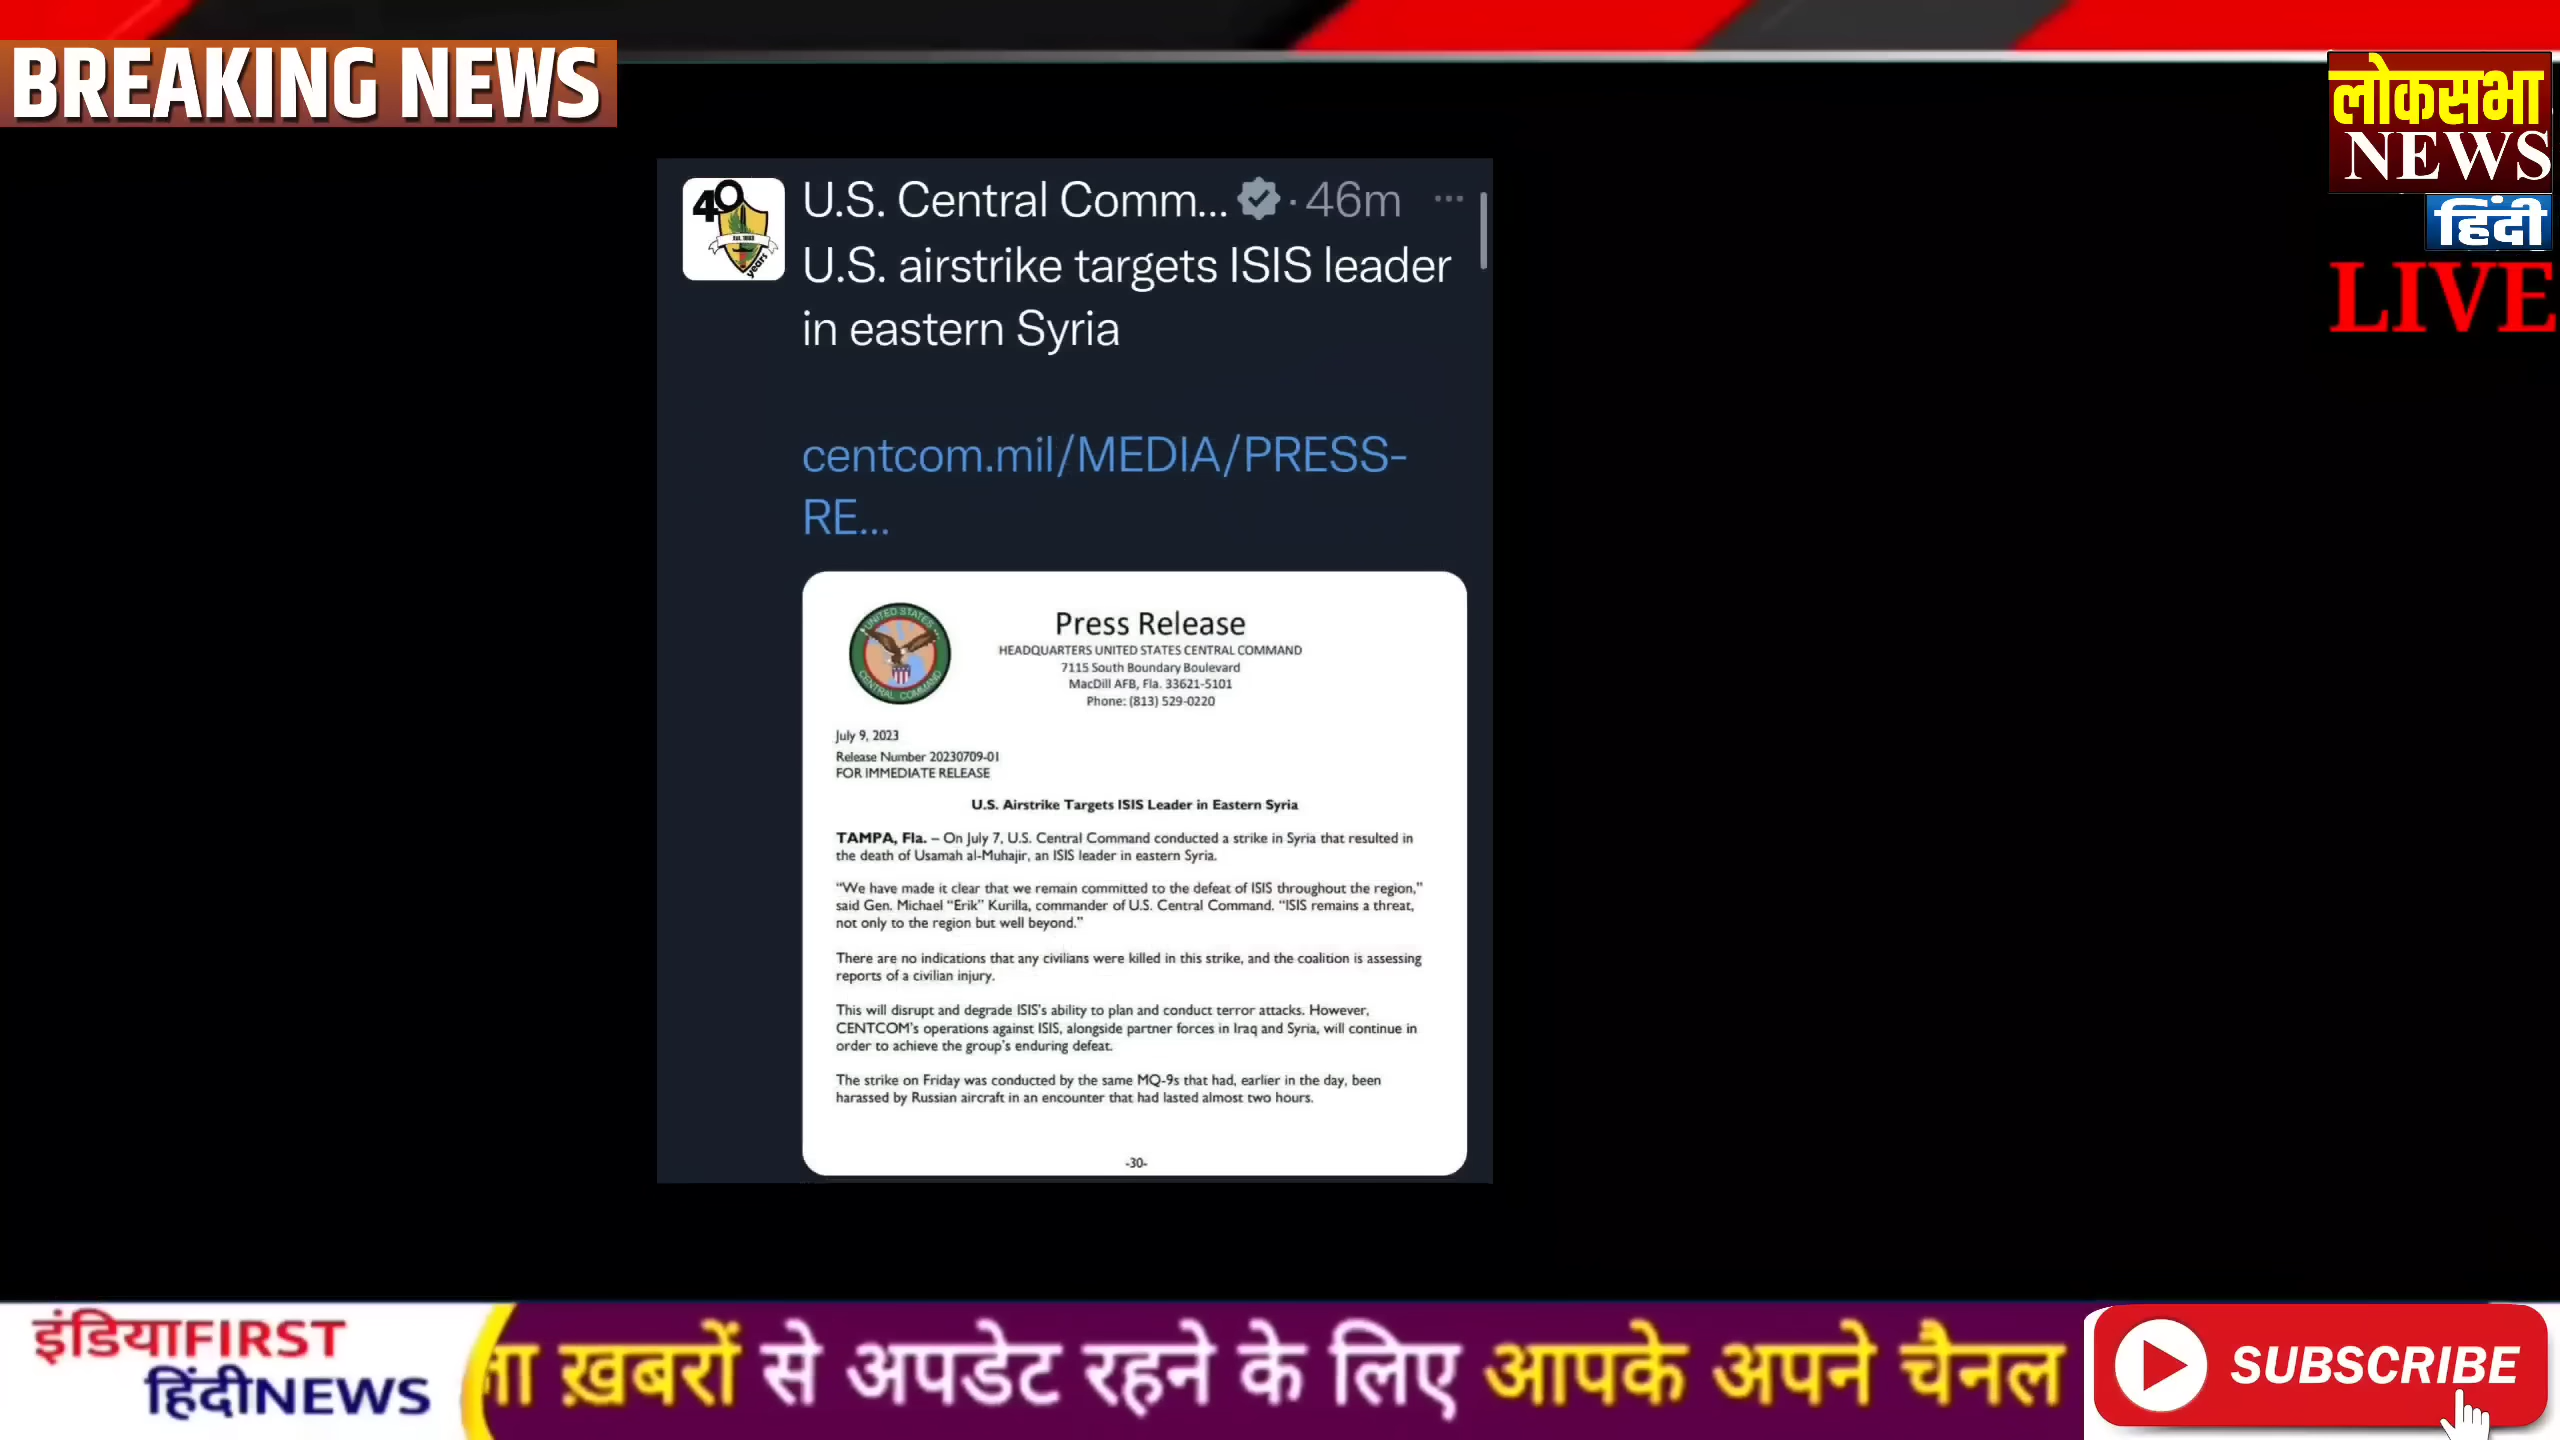 BREAKING NEWS
लोकसभा
NEWS
हिंदी
LIVE
40
Est. 1983
years
U.S. Central Comm... · 46m ...
U.S. airstrike targets ISIS leader
in eastern Syria
centcom.mil/MEDIA/PRESS-
RE...
UNITED STATES
CENTRAL COMMAND
Press Release
HEADQUARTERS UNITED STATES CENTRAL COMMAND
7115 South Boundary Boulevard
MacDill AFB, Fla. 33621-5101
Phone: (813) 529-0220
July 9, 2023
Release Number 20230709-01
FOR IMMEDIATE RELEASE
U.S. Airstrike Targets ISIS Leader in Eastern Syria
TAMPA, Fla. – On July 7, U.S. Central Command conducted a strike in Syria that resulted in
the death of Usamah al-Muhajir, an ISIS leader in eastern Syria.
“We have made it clear that we remain committed to the defeat of ISIS throughout the region,”
said Gen. Michael “Erik” Kurilla, commander of U.S. Central Command. “ISIS remains a threat,
not only to the region but well beyond.”
There are no indications that any civilians were killed in this strike, and the coalition is assessing
reports of a civilian injury.
This will disrupt and degrade ISIS’s ability to plan and conduct terror attacks. However,
CENTCOM’s operations against ISIS, alongside partner forces in Iraq and Syria, will continue in
order to achieve the group’s enduring defeat.
The strike on Friday was conducted by the same MQ-9s that had, earlier in the day, been
harassed by Russian aircraft in an encounter that had lasted almost two hours.
-30-
इंडियाFIRST
हिंदीNEWS
ख़बरों से अपडेट रहने के लिए आपके अपने चैनल
SUBSCRIBE